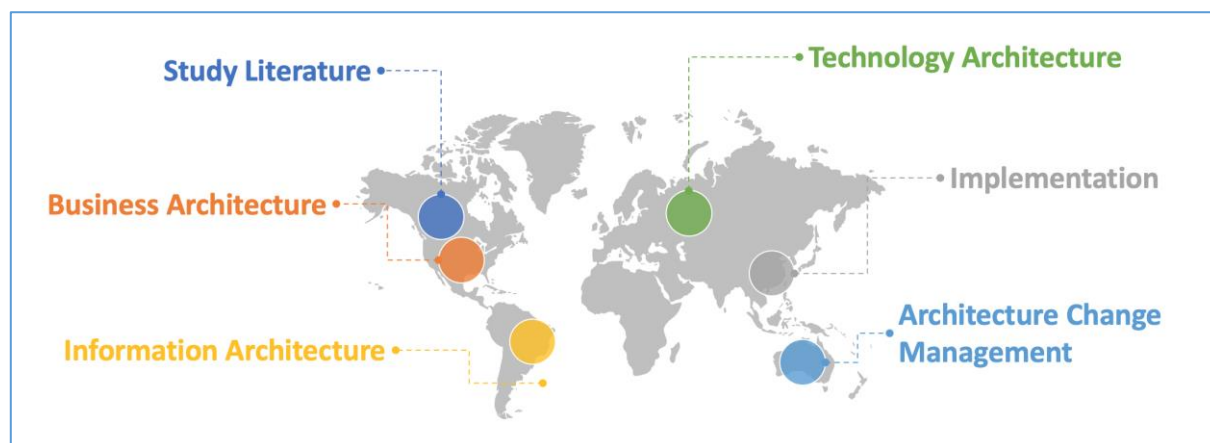 Study Literature
Technology Architecture
Business Architecture
Implementation
Information Architecture
Architecture Change
Management